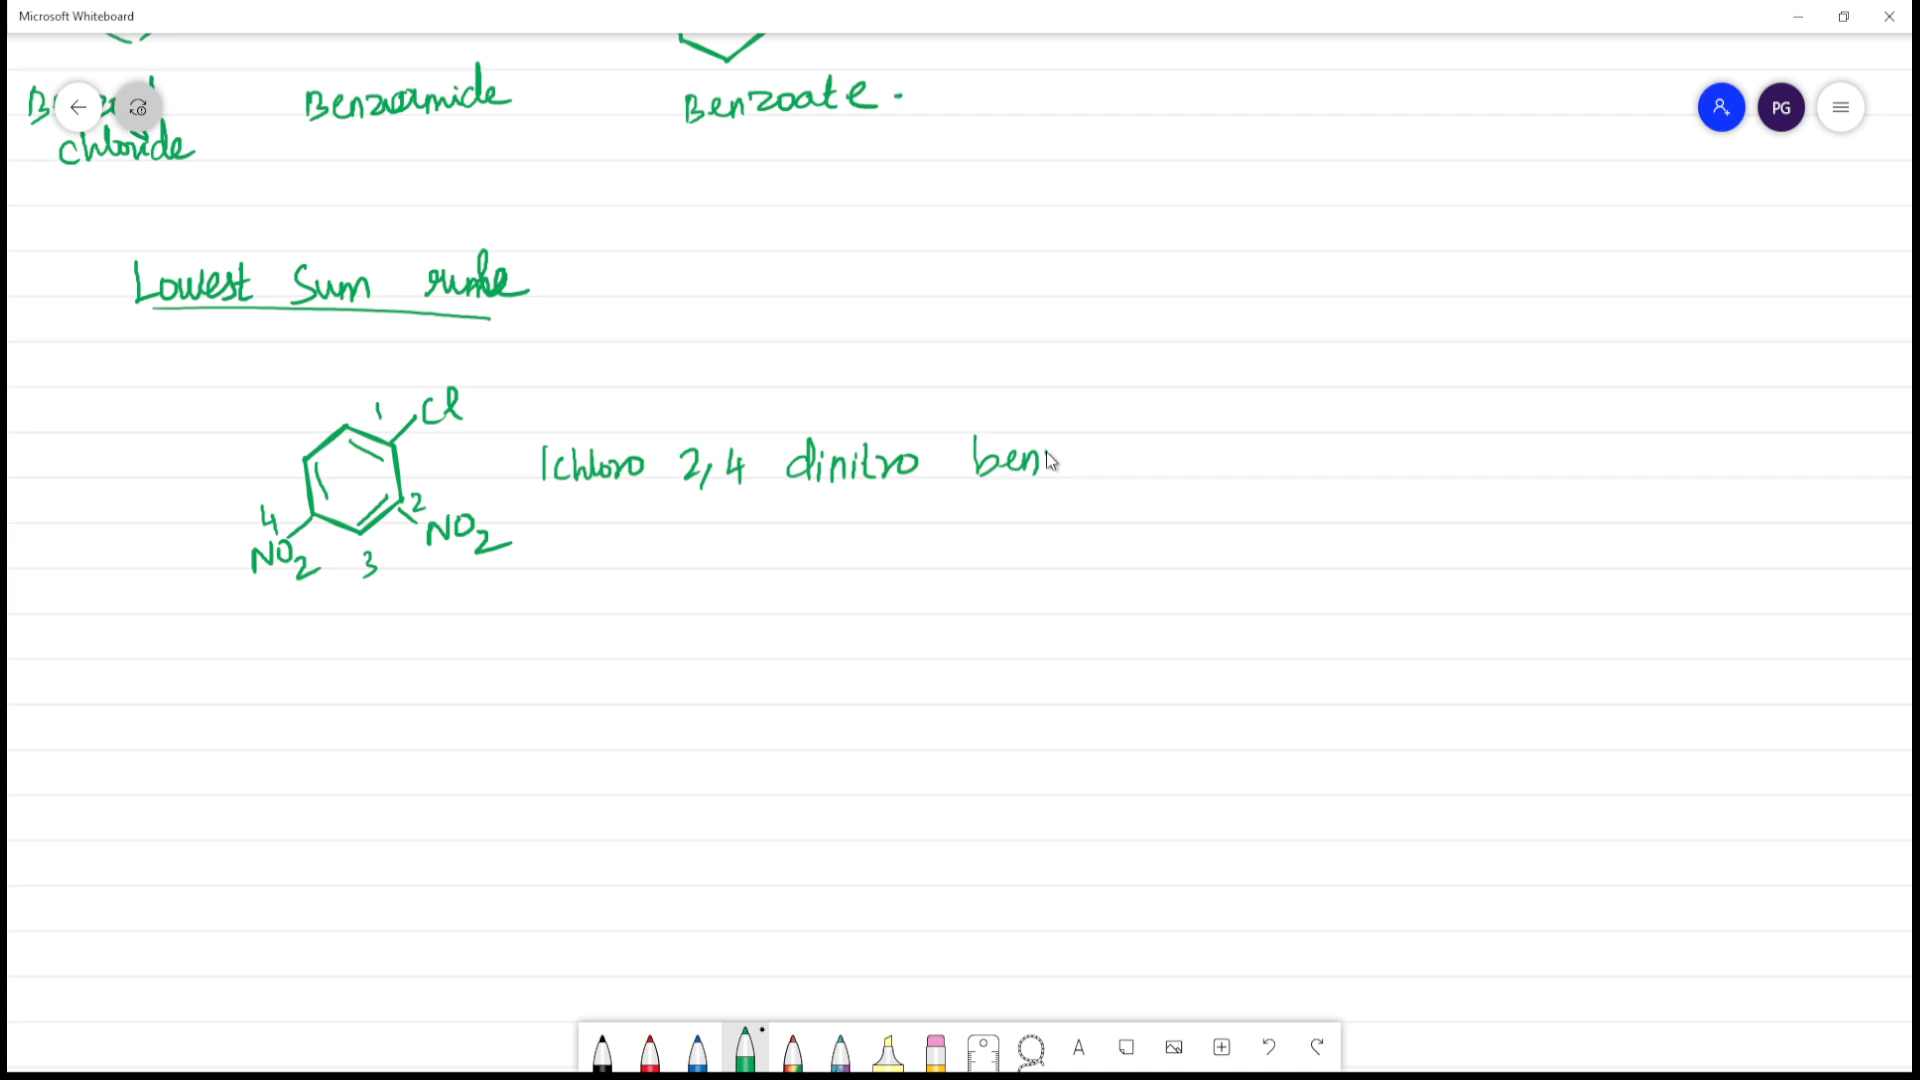 Microsoft Whiteboard
Benzamide
Benzoate.
chloride
PG
Lowest Sum rule
Cl
1
2
NO2
3
4
NO2
1chloro 2,4 dinitro ben
A